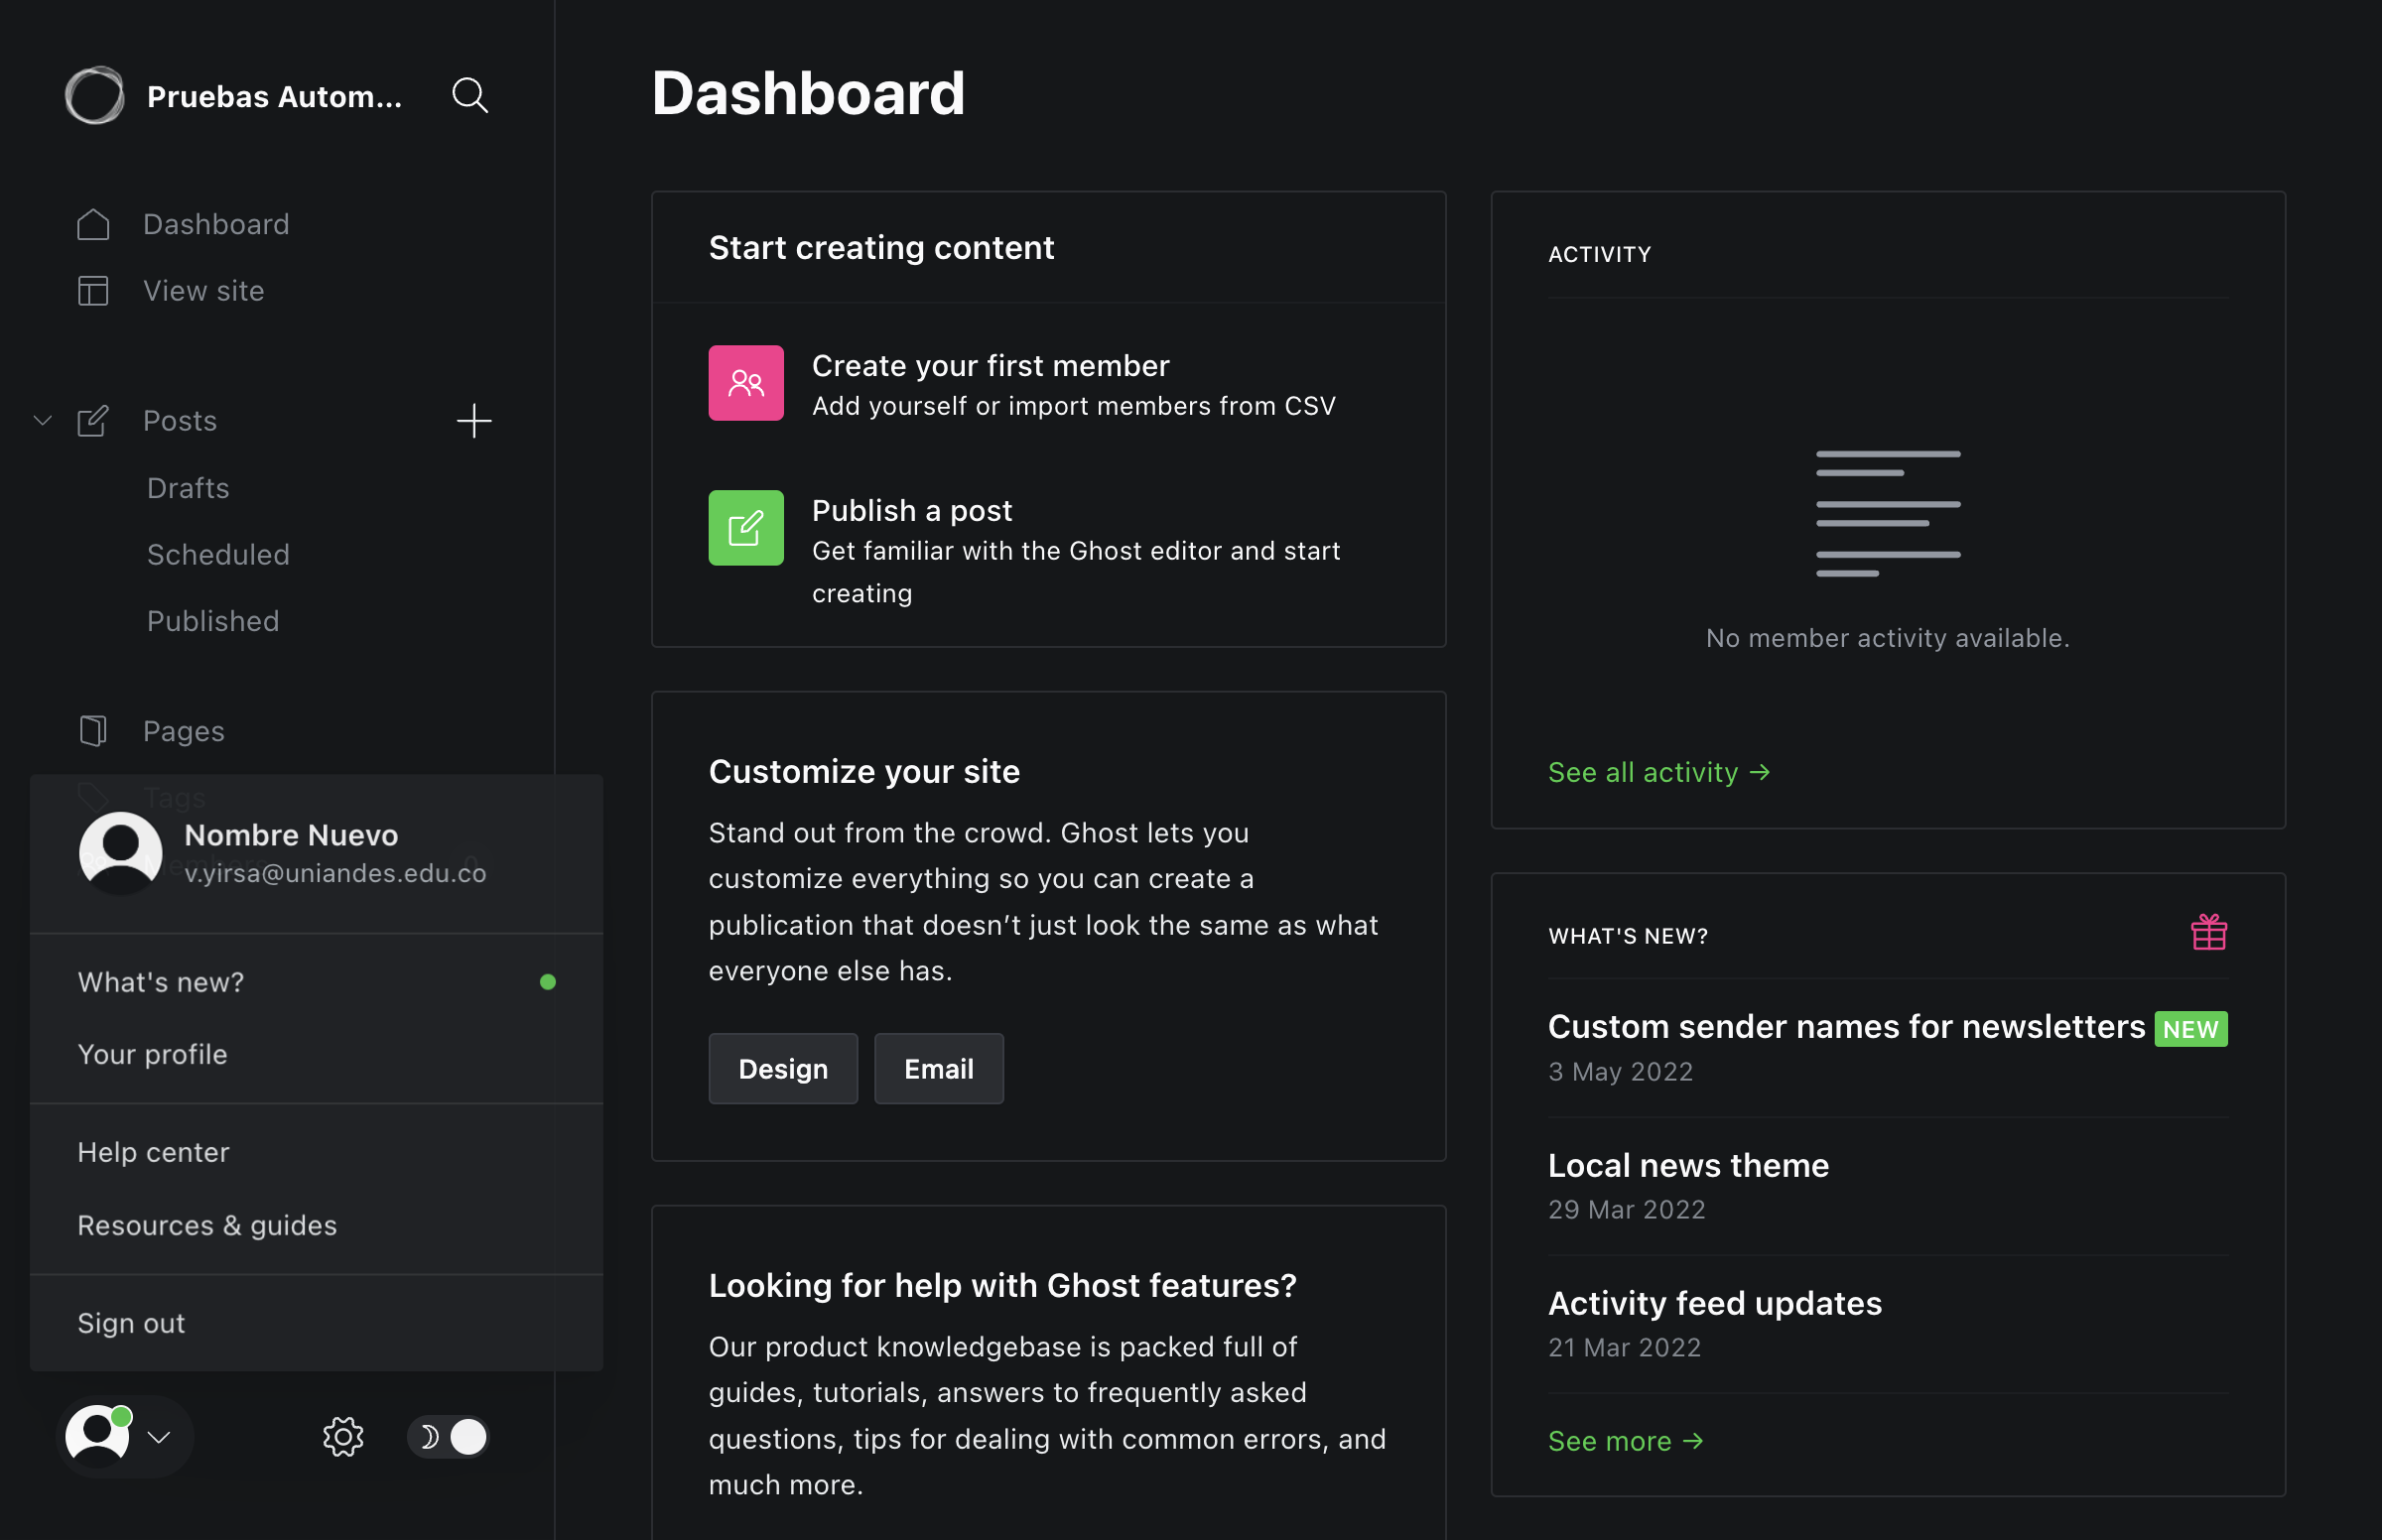 Pruebas Autom...
Dashboard
View site
Posts
Drafts
Scheduled
Published
Pages
Tags
Members
0
Nombre Nuevo
v.yirsa@uniandes.edu.co
What's new?
Your profile
Help center
Resources & guides
Sign out
Dashboard
Start creating content
Create your first member
Add yourself or import members from CSV
Publish a post
Get familiar with the Ghost editor and start
creating
Customize your site
Stand out from the crowd. Ghost lets you
customize everything so you can create a
publication that doesn’t just look the same as what
everyone else has.
Design
Email
Looking for help with Ghost features?
Our product knowledgebase is packed full of
guides, tutorials, answers to frequently asked
questions, tips for dealing with common errors, and
much more.
ACTIVITY
No member activity available.
See all activity →
WHAT'S NEW?
Custom sender names for newsletters NEW
3 May 2022
Local news theme
29 Mar 2022
Activity feed updates
21 Mar 2022
See more →